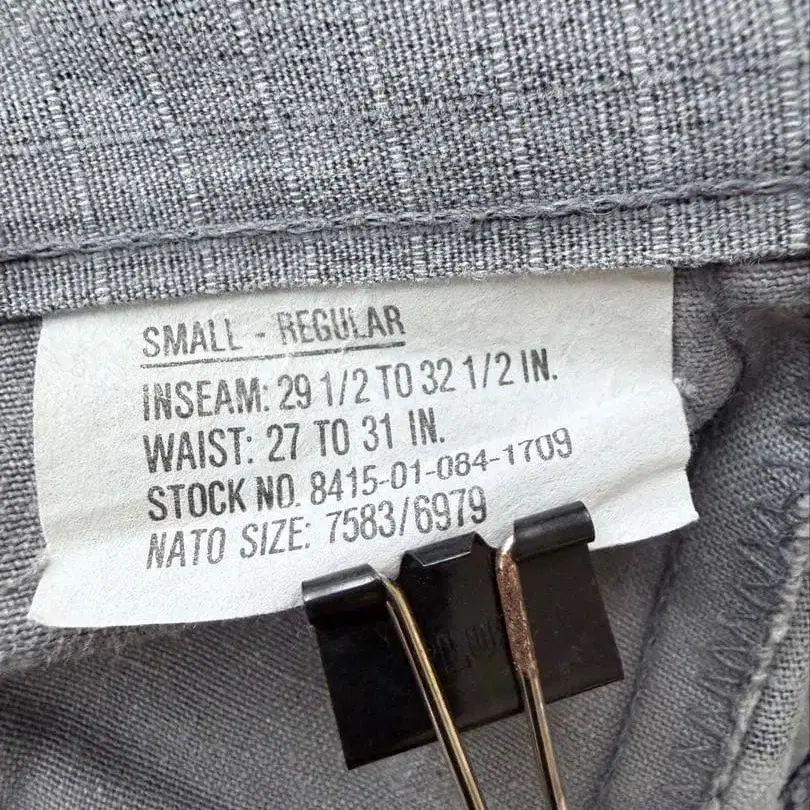 SMALL - REGULAR
INSEAM: 29 1/2 TO 32 1/2 IN.
WAIST: 27 TO 31 IN.
STOCK NO. 8415-01-084-1709
NATO SIZE: 7583/6979